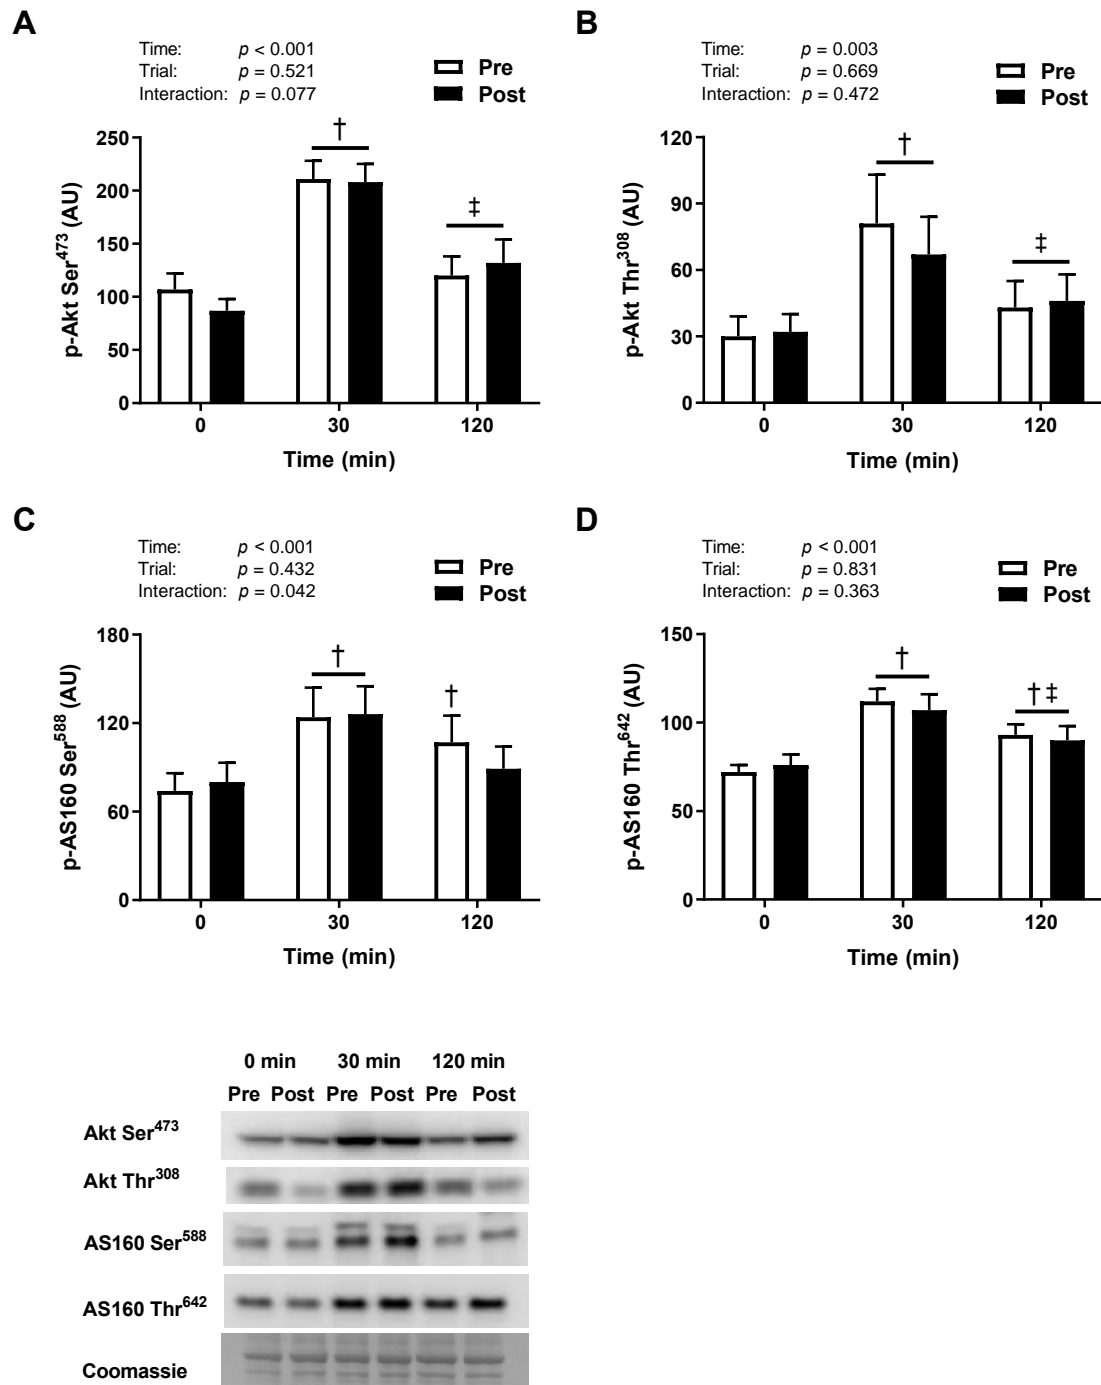 A
Time: p < 0.001
Trial: p = 0.521
Interaction: p = 0.077
Pre
Post
p-Akt Ser473 (AU)
250
200
150
100
50
0
†
‡
0 30 120
Time (min)
B
Time: p = 0.003
Trial: p = 0.669
Interaction: p = 0.472
Pre
Post
p-Akt Thr308 (AU)
120
90
60
30
0
†
‡
0 30 120
Time (min)
C
Time: p < 0.001
Trial: p = 0.432
Interaction: p = 0.042
Pre
Post
p-AS160 Ser588 (AU)
180
120
60
0
†
†
0 30 120
Time (min)
D
Time: p < 0.001
Trial: p = 0.831
Interaction: p = 0.363
Pre
Post
p-AS160 Thr642 (AU)
150
100
50
0
†
†‡
0 30 120
Time (min)
0 min 30 min 120 min
Pre Post Pre Post Pre Post
Akt Ser473
Akt Thr308
AS160 Ser588
AS160 Thr642
Coomassie